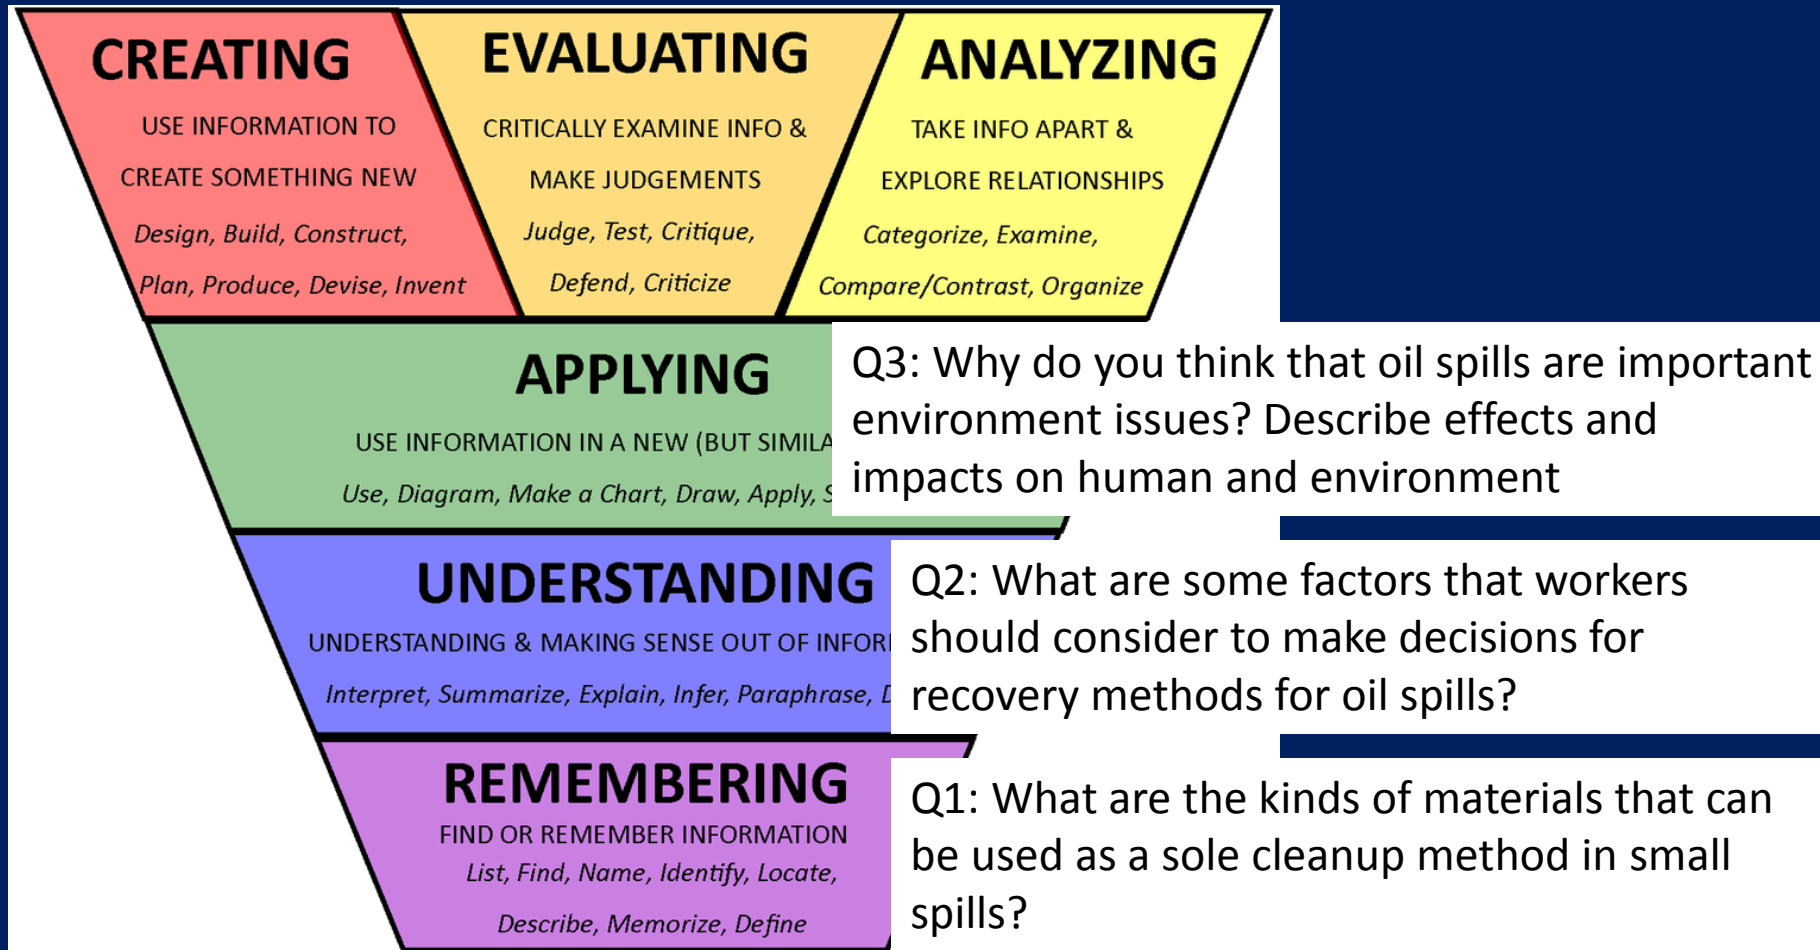 CREATING
USE INFORMATION TO
CREATE SOMETHING NEW
Design, Build, Construct,
Plan, Produce, Devise, Invent
EVALUATING
CRITICALLY EXAMINE INFO &
MAKE JUDGEMENTS
Judge, Test, Critique,
Defend, Criticize
ANALYZING
TAKE INFO APART &
EXPLORE RELATIONSHIPS
Categorize, Examine,
Compare/Contrast, Organize
APPLYING
USE INFORMATION IN A NEW (BUT
Use, Diagram, Make a Chart, Draw, Apply,
Q3: Why do you think that oil spills are important
environment issues? Describe effects and
impacts on human and environment
UNDERSTANDING
UNDERSTANDING & MAKING SENSE OUT OF
Interpret, Summarize, Explain, Infer, Paraphrase,
Q2: What are some factors that workers
should consider to make decisions for
recovery methods for oil spills?
REMEMBERING
FIND OR REMEMBER INFORMATION
List, Find, Name, Identify, Locate,
Describe, Memorize, Define
Q1: What are the kinds of materials that can
be used as a sole cleanup method in small
spills?